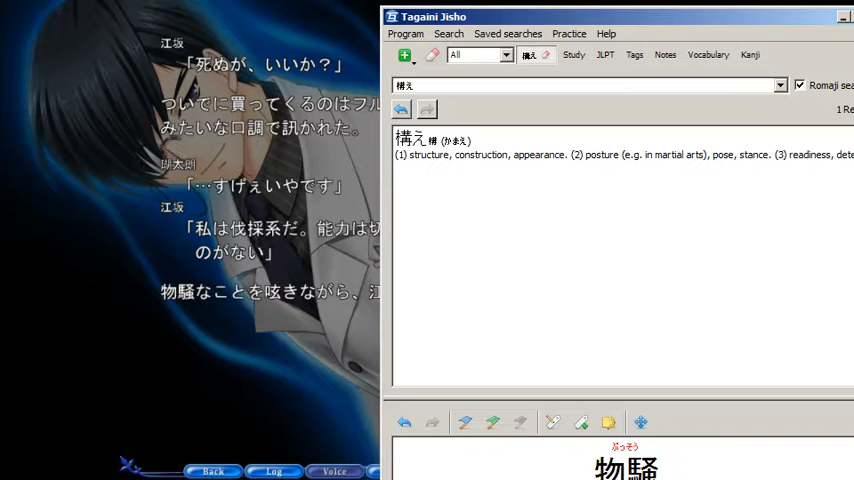 江坂
「死ぬが、いいか？」
ついでに買ってくるのはフル
みたいな口調で訊かれた。
瑚太朗
「…すげぇいやです」
江坂
「私は伐採系だ。能力は切
のがない」
物騒なことを呟きながら、江
Back
Log
Voice
Tagaini Jisho
Program Search Saved searches Practice Help
All 構え Study JLPT Tags Notes Vocabulary Kanji
構え Romaji sea
1 Re
構え 構 (かまえ)
(1) structure, construction, appearance. (2) posture (e.g. in martial arts), pose, stance. (3) readiness, dete
ぶっそう
物騒